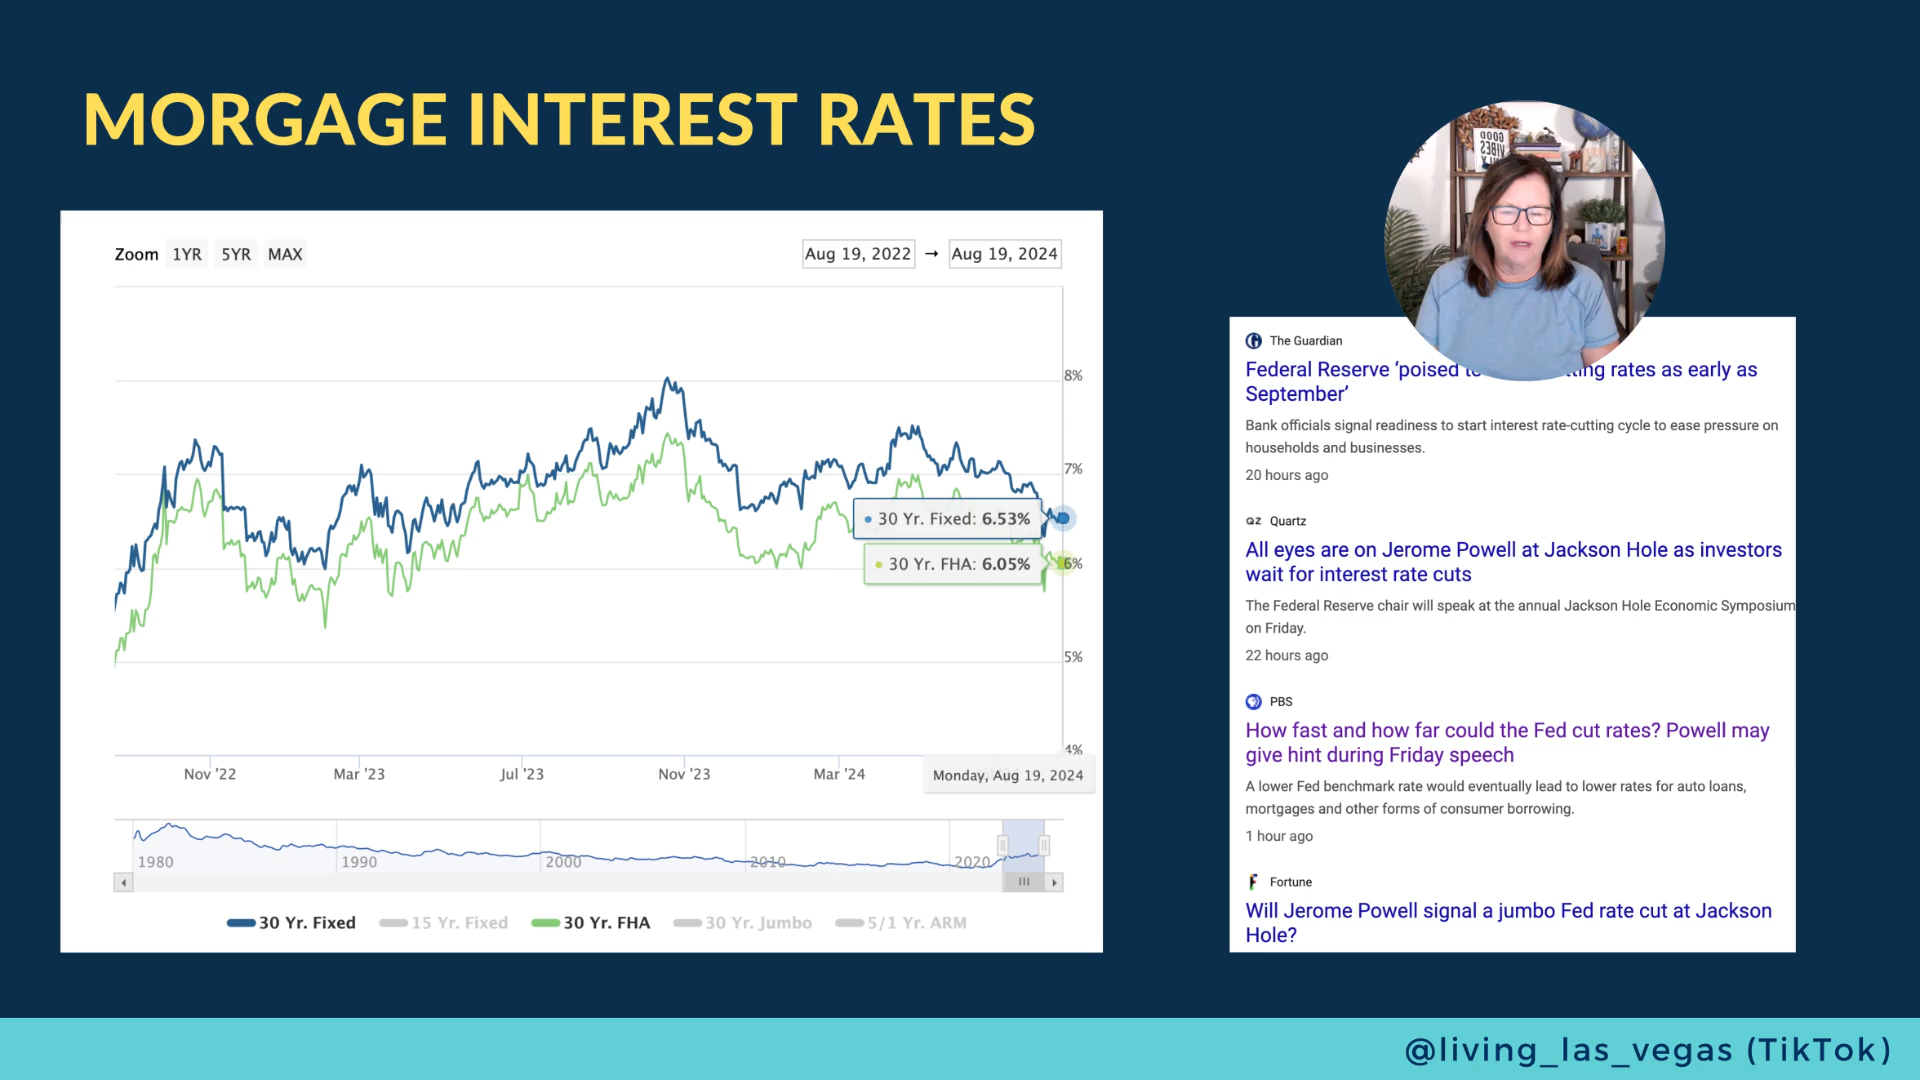 MORGAGE INTEREST RATES
Zoom 1YR 5YR MAX
Aug 19, 2022 → Aug 19, 2024
8%
7%
30 Yr. Fixed: 6.53%
30 Yr. FHA: 6.05%
6%
5%
4%
Nov '22 Mar '23 Jul '23 Nov '23 Mar '24
Monday, Aug 19, 2024
1980 1990 2000 2010 2020
30 Yr. Fixed 15 Yr. Fixed 30 Yr. FHA 30 Yr. Jumbo 5/1 Yr. ARM
GOOD
VIBES
The Guardian
Federal Reserve ‘poised rates as early as
September’
Bank officials signal readiness to start interest rate-cutting cycle to ease pressure on
households and businesses.
20 hours ago
QZ Quartz
All eyes are on Jerome Powell at Jackson Hole as investors
wait for interest rate cuts
The Federal Reserve chair will speak at the annual Jackson Hole Economic Symposium
on Friday.
22 hours ago
PBS
How fast and how far could the Fed cut rates? Powell may
give hint during Friday speech
A lower Fed benchmark rate would eventually lead to lower rates for auto loans,
mortgages and other forms of consumer borrowing.
1 hour ago
Fortune
Will Jerome Powell signal a jumbo Fed rate cut at Jackson
Hole?
@living_las_vegas (TikTok)